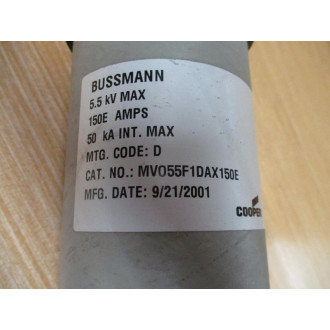 BUSSMANN
5.5 kV MAX
150E AMPS
50 kA INT. MAX
MTG. CODE: D
CAT. NO.: MV055F1DAX150E
MFG. DATE: 9/21/2001
COOPER